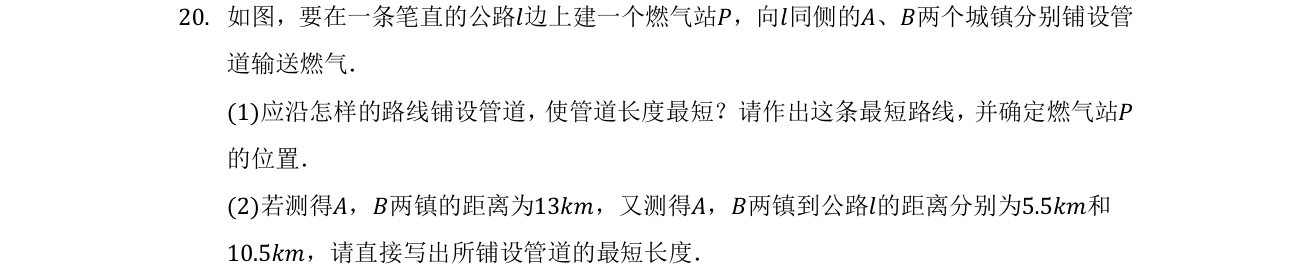 20. 如图，要在一条笔直的公路l边上建一个燃气站P，向l同侧的A、B两个城镇分别铺设管
道输送燃气．
(1)应沿怎样的路线铺设管道，使管道长度最短？请作出这条最短路线，并确定燃气站P
的位置．
(2)若测得A，B两镇的距离为13km，又测得A，B两镇到公路l的距离分别为5.5km和
10.5km，请直接写出所铺设管道的最短长度．